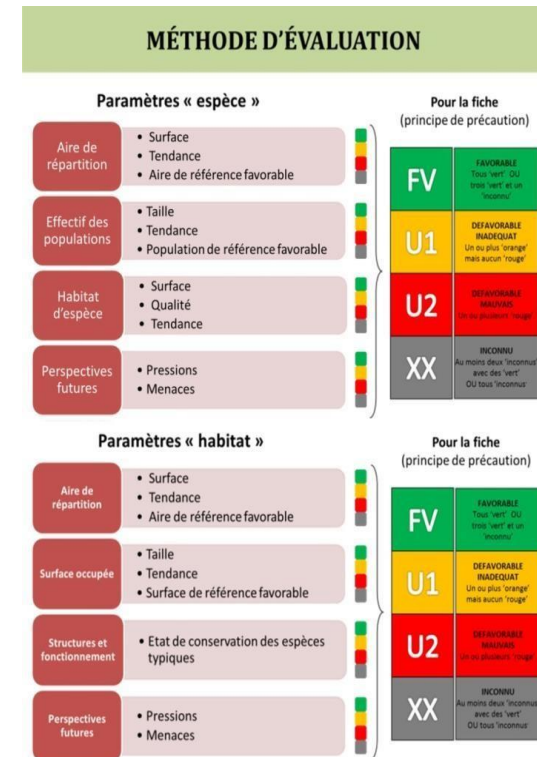 MÉTHODE D'ÉVALUATION
Paramètres « espèce »
Aire de
répartition
• Surface
• Tendance
• Aire de référence favorable
Effectif des
populations
• Taille
• Tendance
• Population de référence favorable
Habitat
d'espèce
• Surface
• Qualité
• Tendance
Perspectives
futures
• Pressions
• Menaces
Pour la fiche
(principe de précaution)
FV
FAVORABLE
Tous 'vert' OU
trois 'vert' et un
'inconnu'
U1
DEFAVORABLE
INADEQUAT
Un ou plus 'orange'
mais aucun 'rouge'
U2
DEFAVORABLE
MAUVAIS
Un ou plusieurs 'rouge'
XX
INCONNU
Au moins deux 'inconnus'
avec des 'vert'
OU tous 'inconnus'
Paramètres « habitat »
Aire de
répartition
• Surface
• Tendance
• Aire de référence favorable
Surface occupée
• Taille
• Tendance
• Surface de référence favorable
Structures et
fonctionnement
• Etat de conservation des espèces
typiques
Perspectives
futures
• Pressions
• Menaces
Pour la fiche
(principe de précaution)
FV
FAVORABLE
Tous 'vert' OU
trois 'vert' et un
'inconnu'
U1
DEFAVORABLE
INADEQUAT
Un ou plus 'orange'
mais aucun 'rouge'
U2
DEFAVORABLE
MAUVAIS
Un ou plusieurs 'rouge'
XX
INCONNU
Au moins deux 'inconnus'
avec des 'vert'
OU tous 'inconnus'